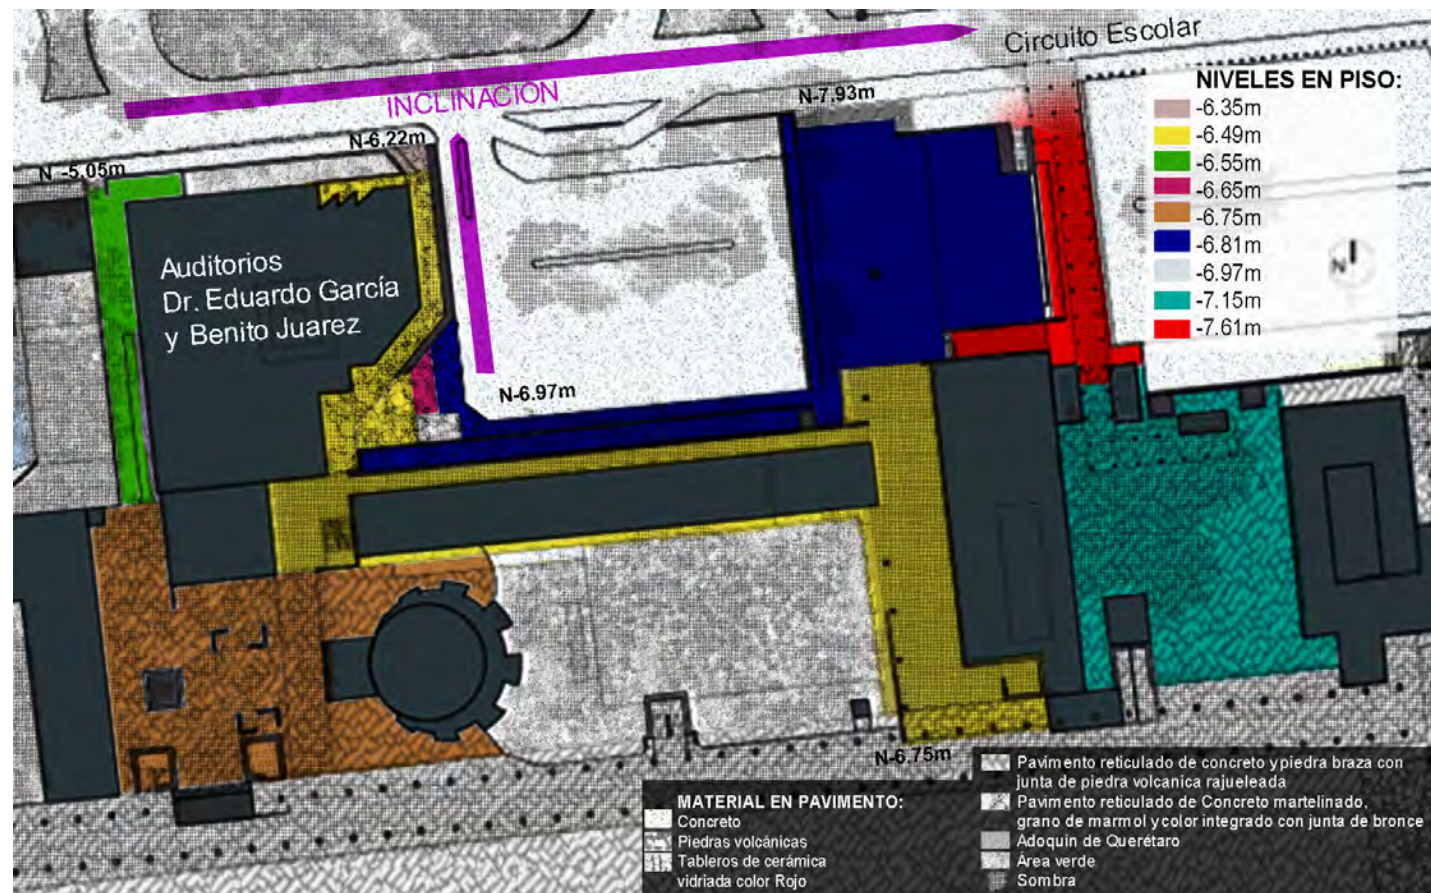 Circuito Escolar
INCLINACIÓN
N-7.93m
N-6.22m
N -5.05m
Auditorios
Dr. Eduardo García
y Benito Juarez
N-6.97m
N-6.75m
NIVELES EN PISO:
-6.35m
-6.49m
-6.55m
-6.65m
-6.75m
-6.81m
-6.97m
-7.15m
-7.61m
N
MATERIAL EN PAVIMENTO:
Concreto
Piedras volcánicas
Tableros de cerámica
vidriada color Rojo
Pavimento reticulado de concreto y piedra braza con
junta de piedra volcanica rajueleada
Pavimento reticulado de Concreto martelinado,
grano de marmol y color integrado con junta de bronce
Adoquin de Querétaro
Área verde
Sombra